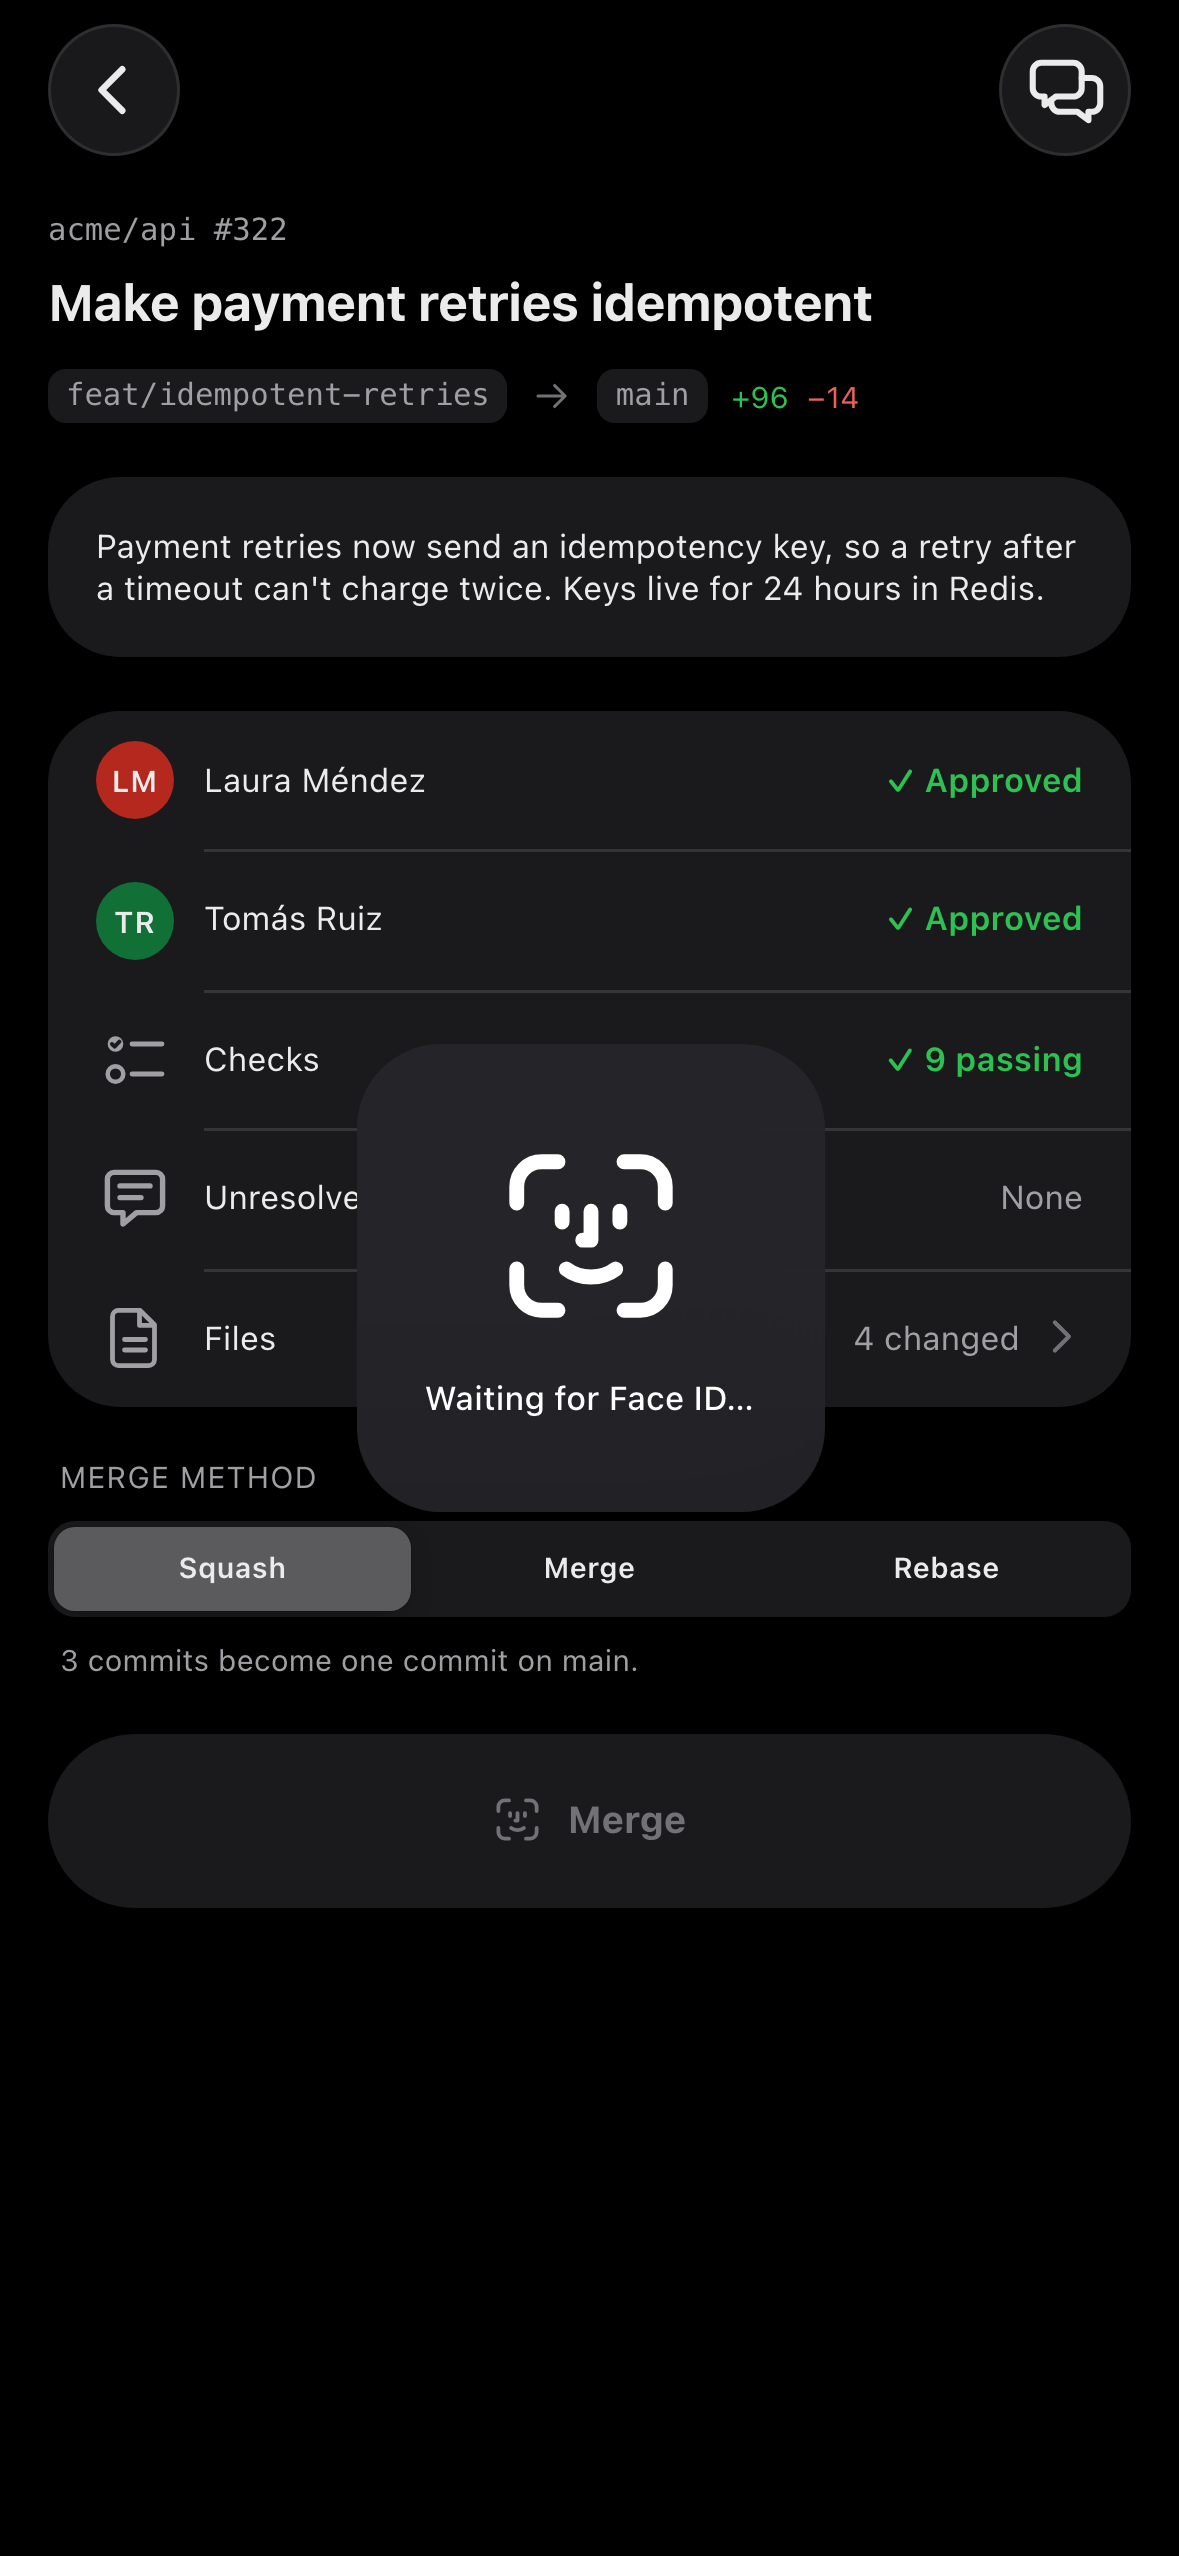 acme/api #322
Make payment retries idempotent
feat/idempotent-retries → main +96 −14
Payment retries now send an idempotency key, so a retry after
a timeout can't charge twice. Keys live for 24 hours in Redis.
LM Laura Méndez ✓ Approved
TR Tomás Ruiz ✓ Approved
Checks ✓ 9 passing
None
Files 4 changed
Waiting for Face ID...
MERGE METHOD
Squash Merge Rebase
3 commits become one commit on main.
Merge